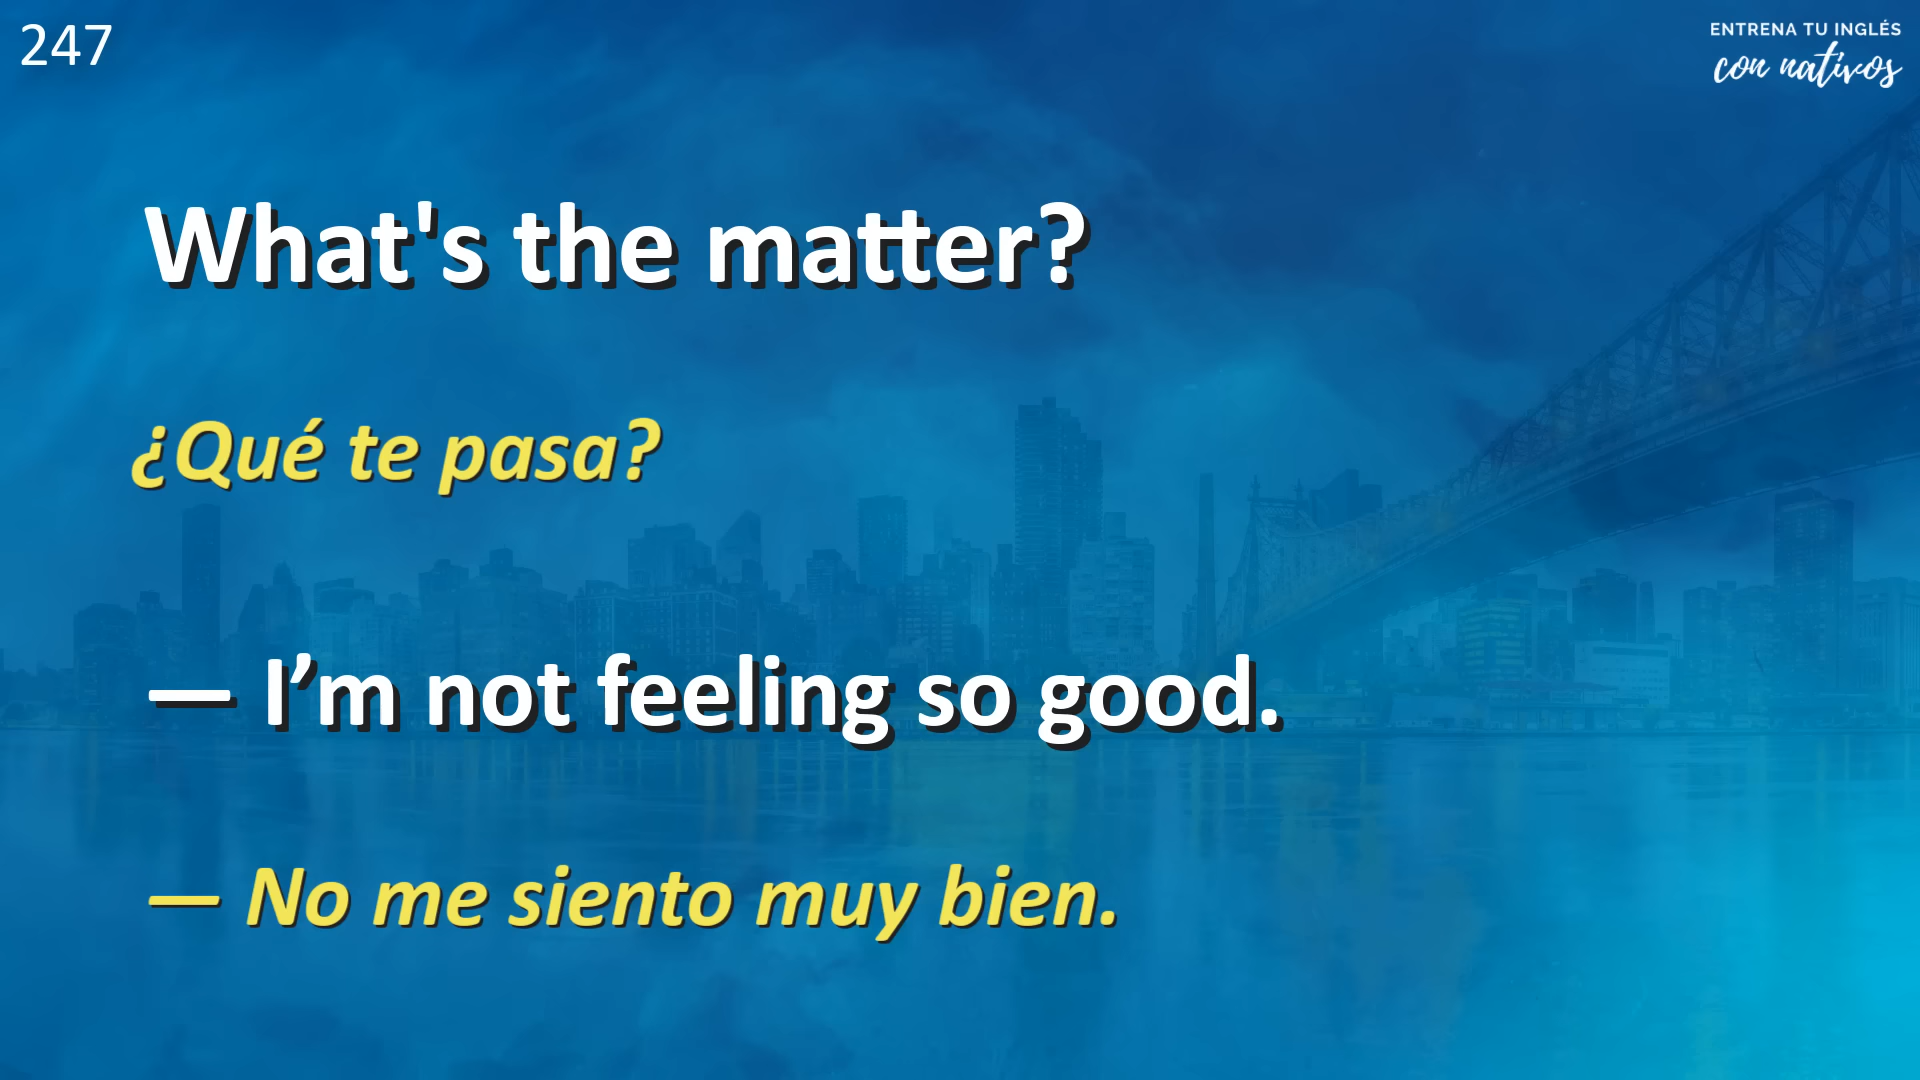 247
ENTRENA TU INGLÉS
con nativos
What's the matter?
¿Qué te pasa?
— I’m not feeling so good.
— No me siento muy bien.